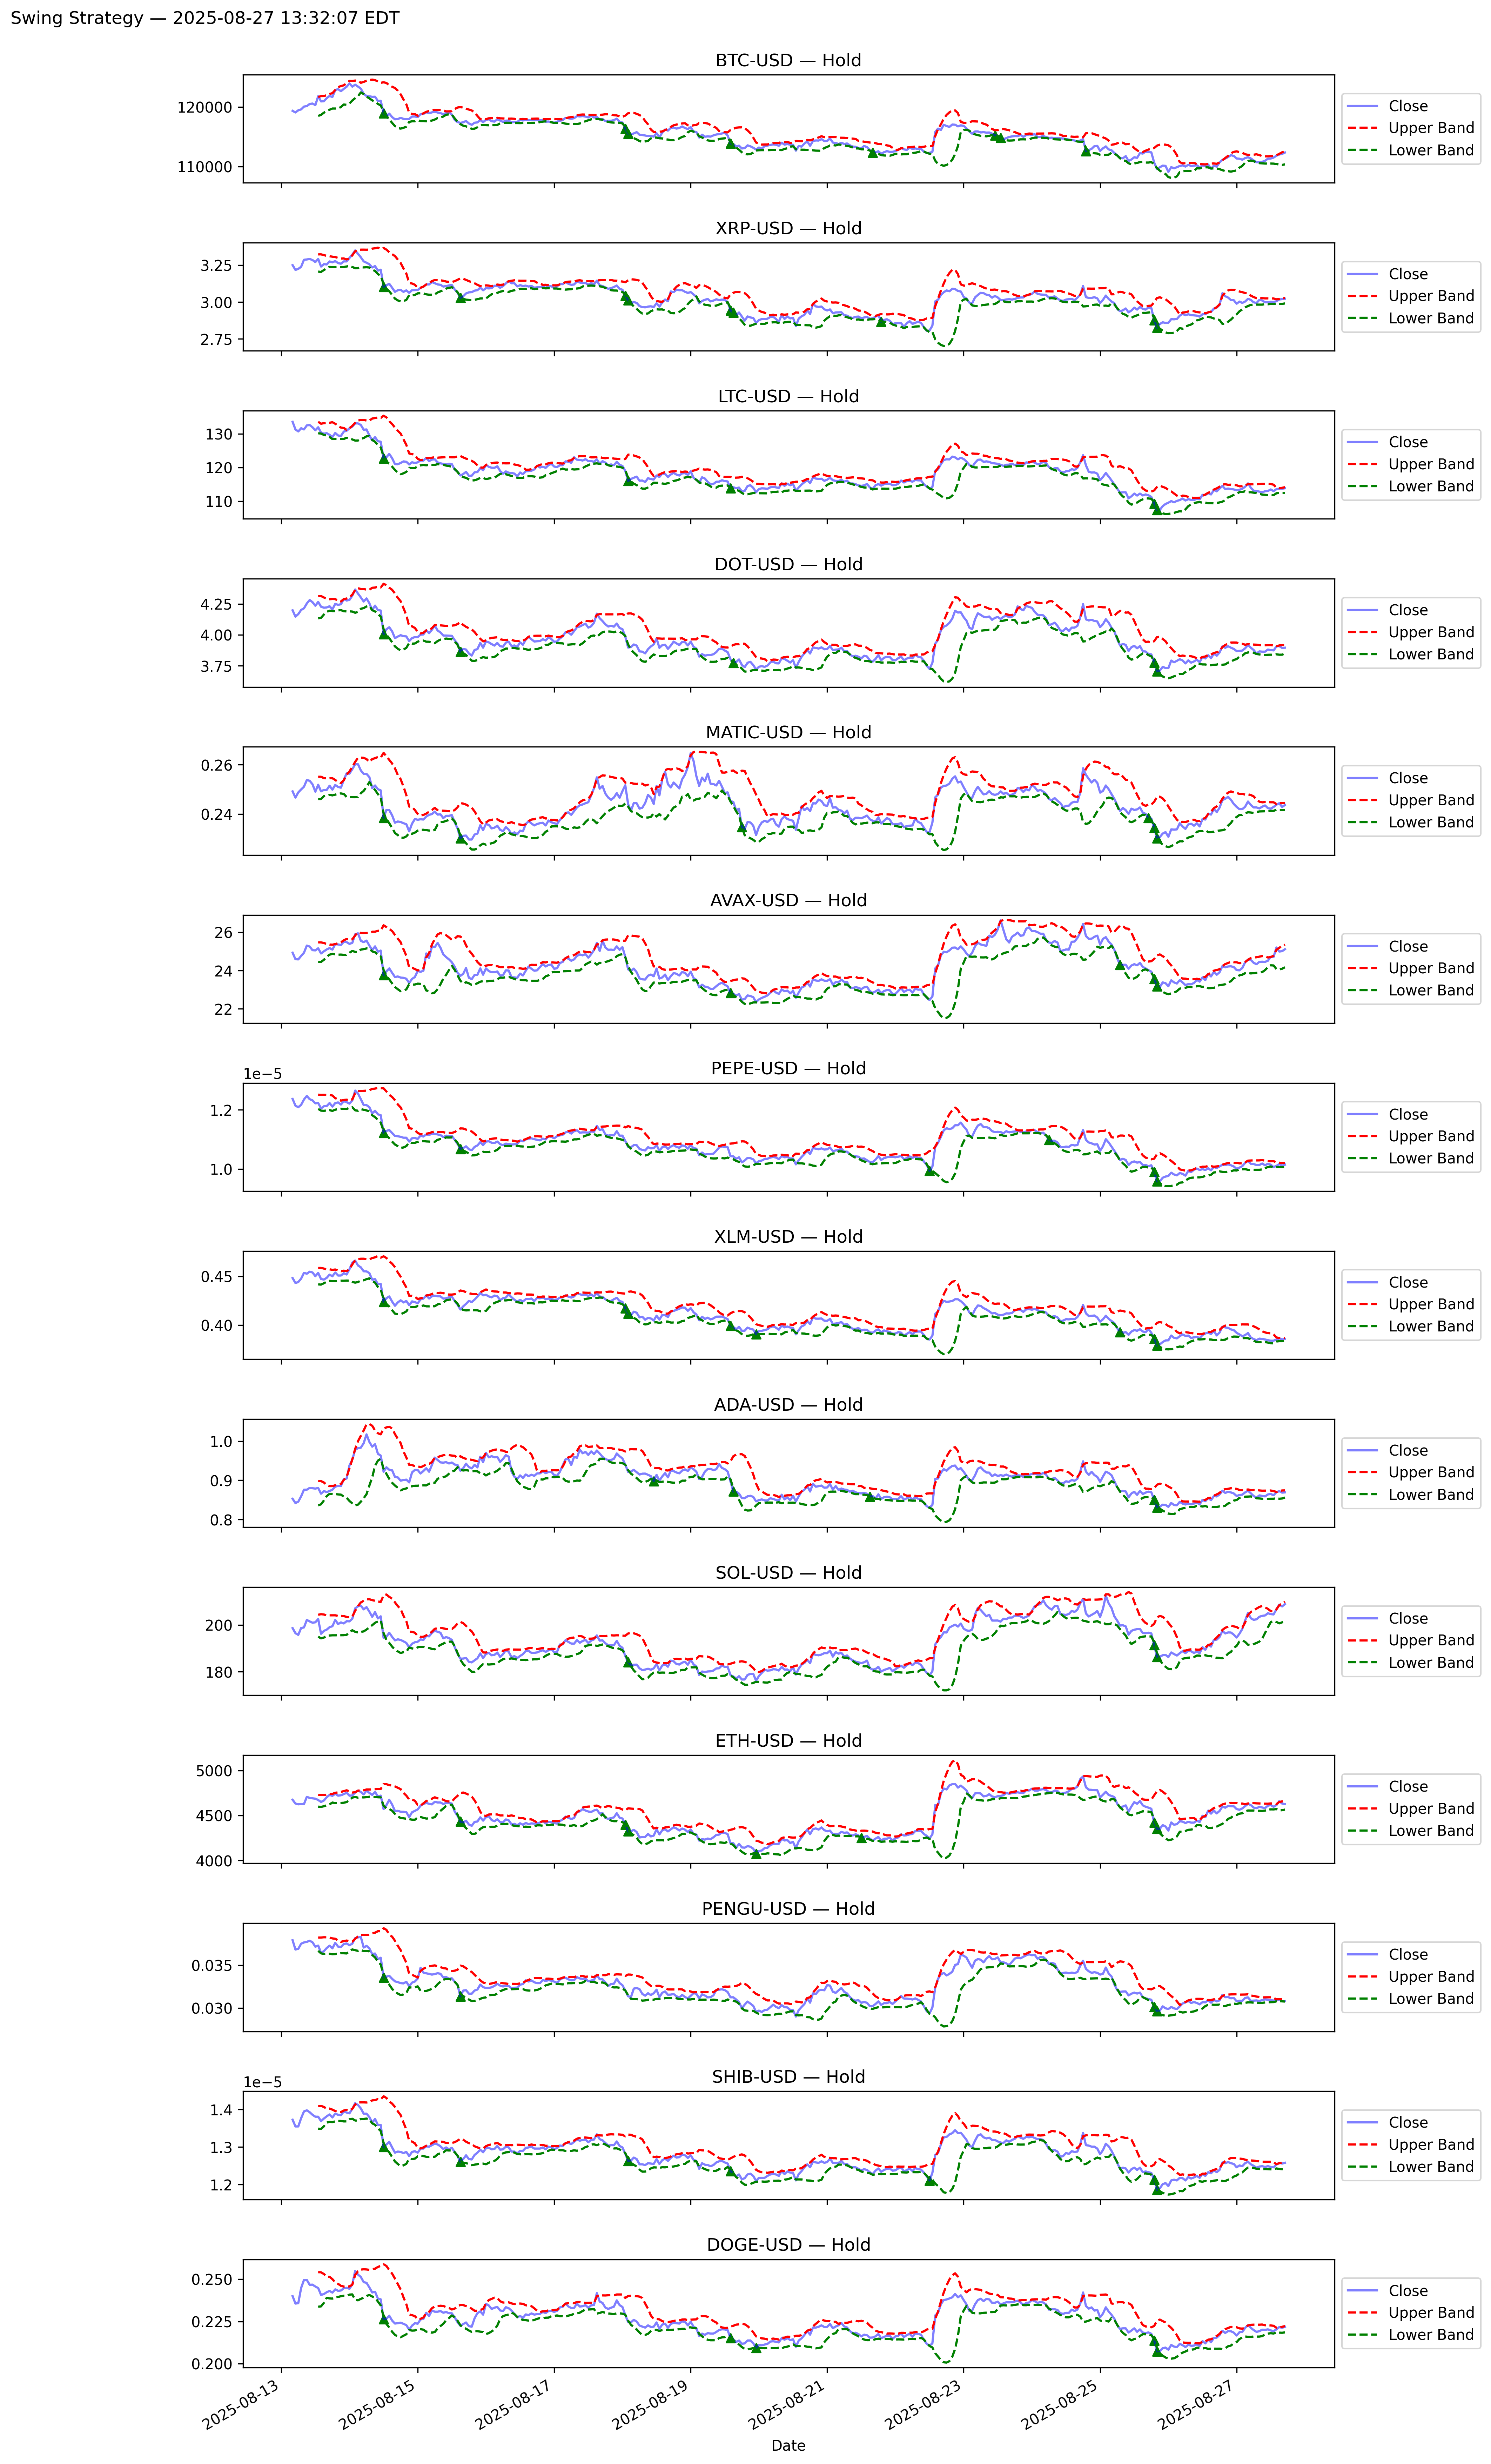 Swing Strategy — 2025-08-27 13:32:07 EDT
BTC-USD — Hold
120000
110000
Close
Upper Band
Lower Band
XRP-USD — Hold
3.25
3.00
2.75
Close
Upper Band
Lower Band
LTC-USD — Hold
130
120
110
Close
Upper Band
Lower Band
DOT-USD — Hold
4.25
4.00
3.75
Close
Upper Band
Lower Band
MATIC-USD — Hold
0.26
0.24
Close
Upper Band
Lower Band
AVAX-USD — Hold
26
24
22
Close
Upper Band
Lower Band
PEPE-USD — Hold
1e−5
1.2
1.0
Close
Upper Band
Lower Band
XLM-USD — Hold
0.45
0.40
Close
Upper Band
Lower Band
ADA-USD — Hold
1.0
0.9
0.8
Close
Upper Band
Lower Band
SOL-USD — Hold
200
180
Close
Upper Band
Lower Band
ETH-USD — Hold
5000
4500
4000
Close
Upper Band
Lower Band
PENGU-USD — Hold
0.035
0.030
Close
Upper Band
Lower Band
SHIB-USD — Hold
1e−5
1.4
1.3
1.2
Close
Upper Band
Lower Band
DOGE-USD — Hold
0.250
0.225
0.200
Close
Upper Band
Lower Band
2025-08-13
2025-08-15
2025-08-17
2025-08-19
2025-08-21
2025-08-23
2025-08-25
2025-08-27
Date